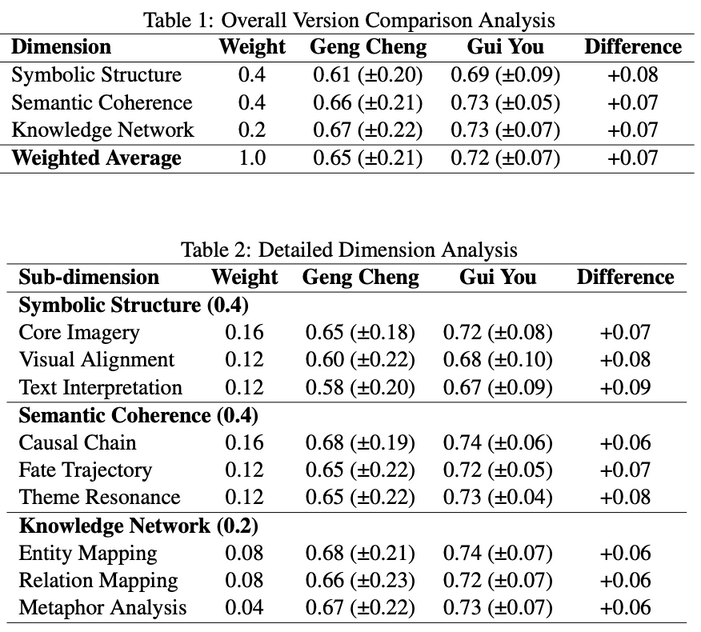 Table 1: Overall Version Comparison Analysis
Dimension Weight Geng Cheng Gui You Difference
Symbolic Structure 0.4 0.61 (±0.20) 0.69 (±0.09) +0.08
Semantic Coherence 0.4 0.66 (±0.21) 0.73 (±0.05) +0.07
Knowledge Network 0.2 0.67 (±0.22) 0.73 (±0.07) +0.07
Weighted Average 1.0 0.65 (±0.21) 0.72 (±0.07) +0.07
Table 2: Detailed Dimension Analysis
Sub-dimension Weight Geng Cheng Gui You Difference
Symbolic Structure (0.4)
Core Imagery 0.16 0.65 (±0.18) 0.72 (±0.08) +0.07
Visual Alignment 0.12 0.60 (±0.22) 0.68 (±0.10) +0.08
Text Interpretation 0.12 0.58 (±0.20) 0.67 (±0.09) +0.09
Semantic Coherence (0.4)
Causal Chain 0.16 0.68 (±0.19) 0.74 (±0.06) +0.06
Fate Trajectory 0.12 0.65 (±0.22) 0.72 (±0.05) +0.07
Theme Resonance 0.12 0.65 (±0.22) 0.73 (±0.04) +0.08
Knowledge Network (0.2)
Entity Mapping 0.08 0.68 (±0.21) 0.74 (±0.07) +0.06
Relation Mapping 0.08 0.66 (±0.23) 0.72 (±0.07) +0.06
Metaphor Analysis 0.04 0.67 (±0.22) 0.73 (±0.07) +0.06